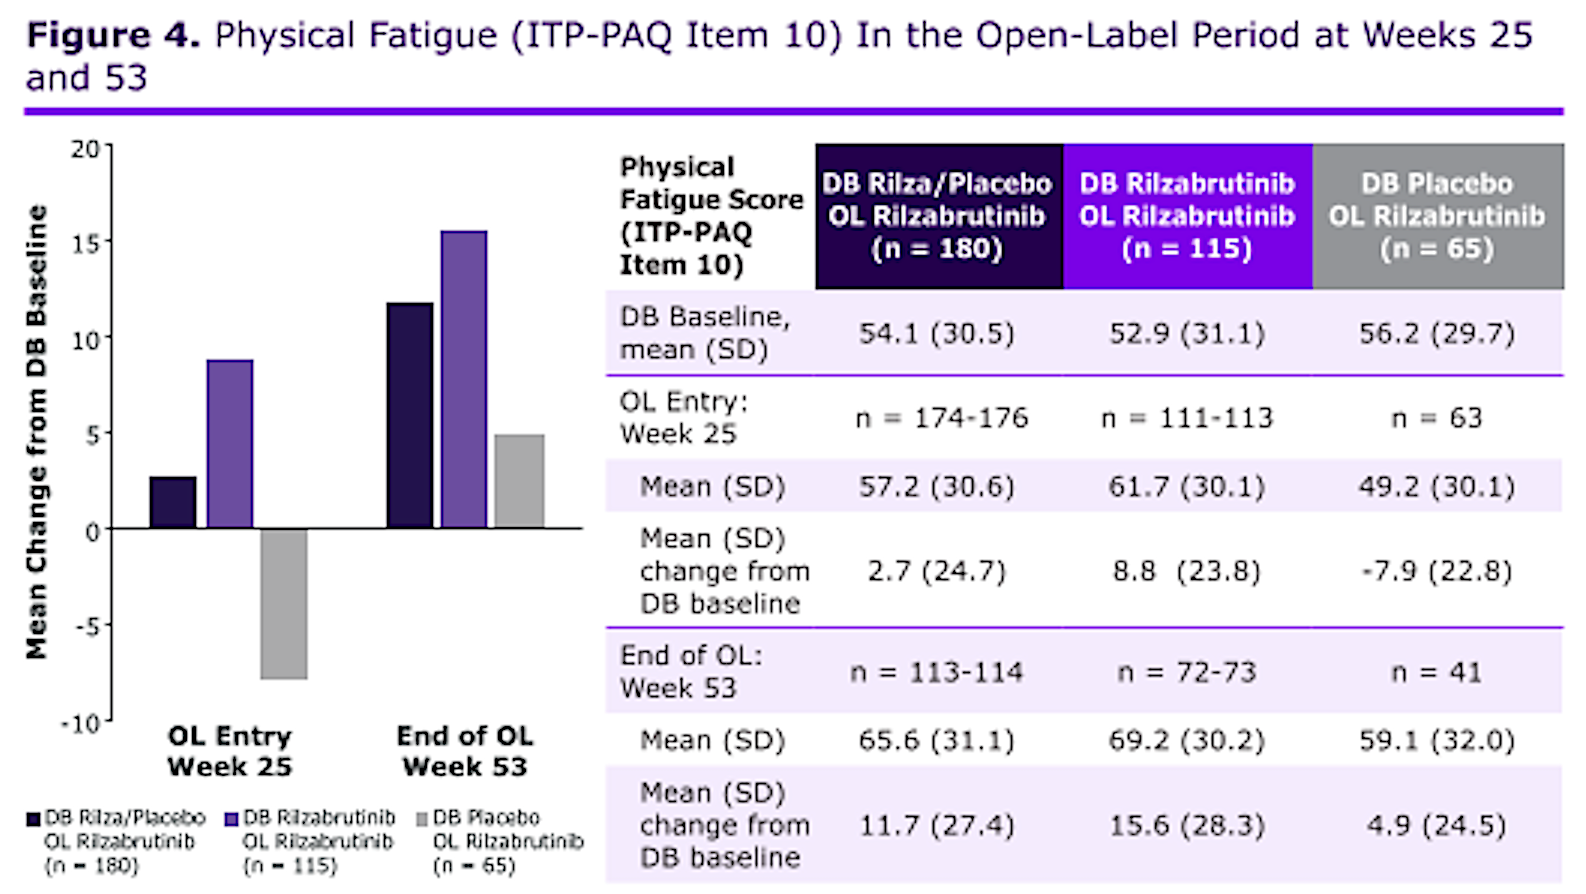 Figure 4. Physical Fatigue (ITP-PAQ Item 10) In the Open-Label Period at Weeks 25
and 53
Mean Change from DB Baseline
20
15
10
5
0
-5
-10
OL Entry
Week 25
End of OL
Week 53
DB Rilza/Placebo
OL Rilzabrutinib
(n = 180)
DB Rilzabrutinib
OL Rilzabrutinib
(n = 115)
DB Placebo
OL Rilzabrutinib
(n = 65)
Physical
Fatigue Score
(ITP-PAQ
Item 10)
DB Rilza/Placebo
OL Rilzabrutinib
(n = 180)
DB Rilzabrutinib
OL Rilzabrutinib
(n = 115)
DB Placebo
OL Rilzabrutinib
(n = 65)
DB Baseline,
mean (SD)
54.1 (30.5)
52.9 (31.1)
56.2 (29.7)
OL Entry:
Week 25
n = 174-176
n = 111-113
n = 63
Mean (SD)
57.2 (30.6)
61.7 (30.1)
49.2 (30.1)
Mean (SD)
change from
DB baseline
2.7 (24.7)
8.8 (23.8)
-7.9 (22.8)
End of OL:
Week 53
n = 113-114
n = 72-73
n = 41
Mean (SD)
65.6 (31.1)
69.2 (30.2)
59.1 (32.0)
Mean (SD)
change from
DB baseline
11.7 (27.4)
15.6 (28.3)
4.9 (24.5)